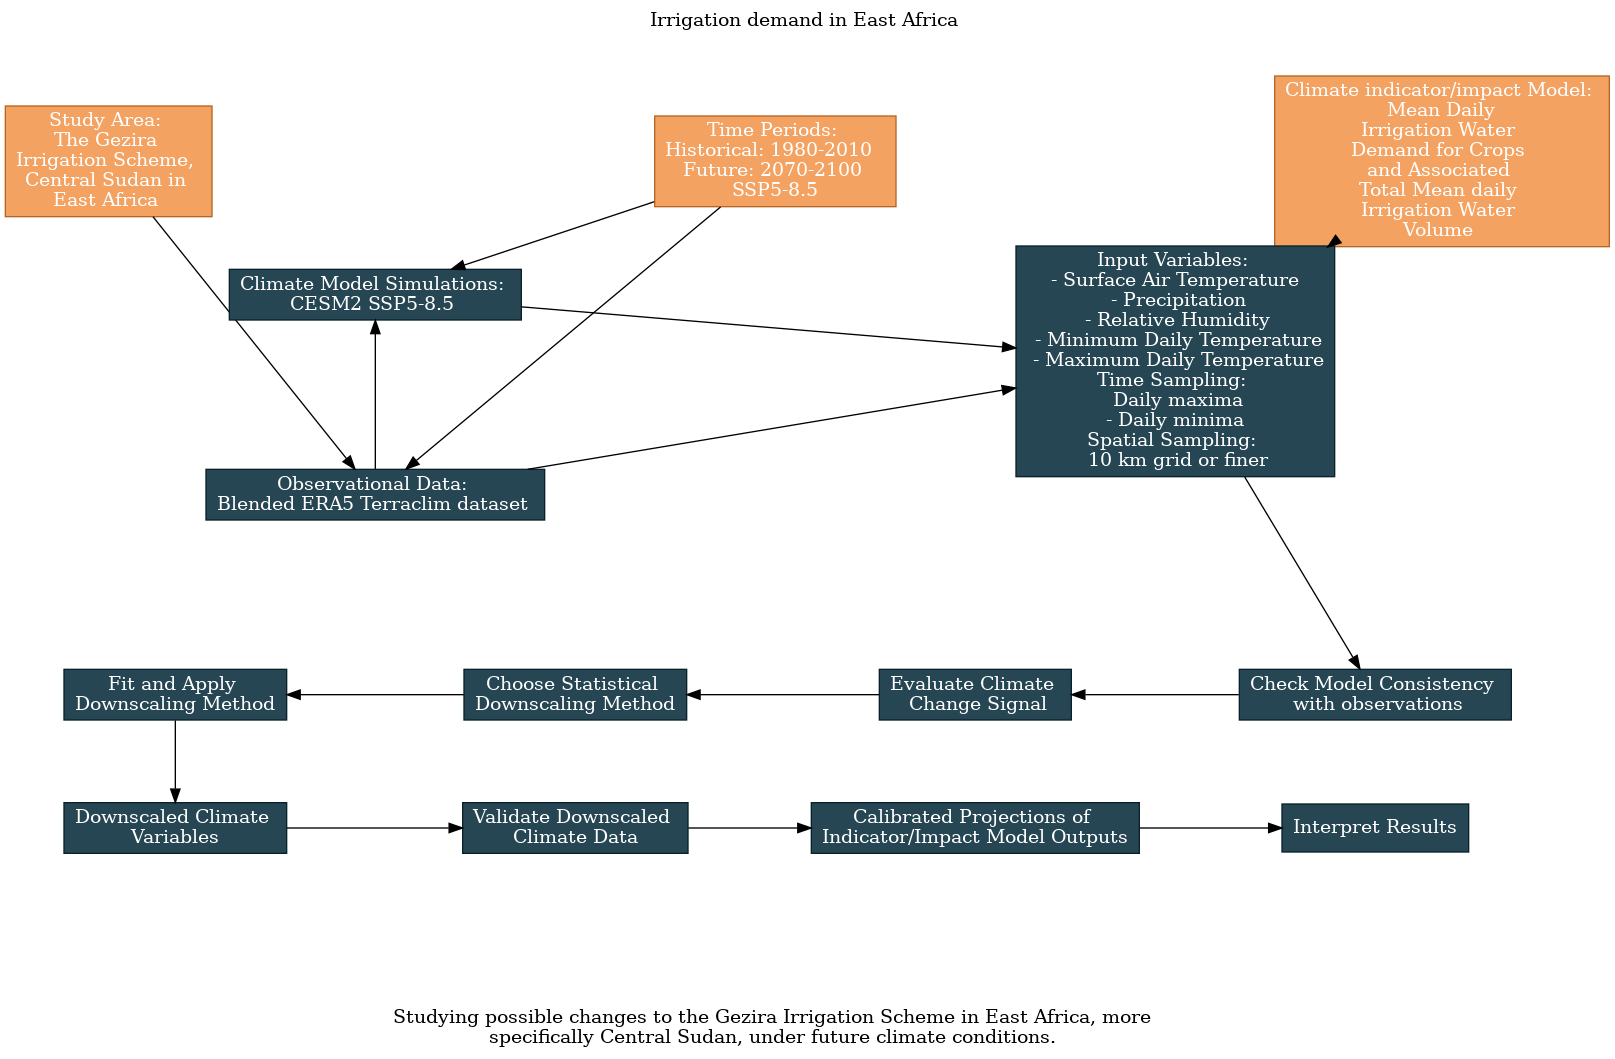 Irrigation demand in East Africa
Study Area:
The Gezira
Irrigation Scheme,
Central Sudan in
East Africa
Time Periods:
Historical: 1980-2010
Future: 2070-2100
SSP5-8.5
Climate indicator/impact Model:
Mean Daily
Irrigation Water
Demand for Crops
and Associated
Total Mean daily
Irrigation Water
Volume
Climate Model Simulations:
CESM2 SSP5-8.5
Input Variables:
- Surface Air Temperature
- Precipitation
- Relative Humidity
- Minimum Daily Temperature
- Maximum Daily Temperature
Time Sampling:
Daily maxima
- Daily minima
Spatial Sampling:
10 km grid or finer
Observational Data:
Blended ERA5 Terraclim dataset
Fit and Apply
Downscaling Method
Choose Statistical
Downscaling Method
Evaluate Climate
Change Signal
Check Model Consistency
with observations
Downscaled Climate
Variables
Validate Downscaled
Climate Data
Calibrated Projections of
Indicator/Impact Model Outputs
Interpret Results
Studying possible changes to the Gezira Irrigation Scheme in East Africa, more
specifically Central Sudan, under future climate conditions.